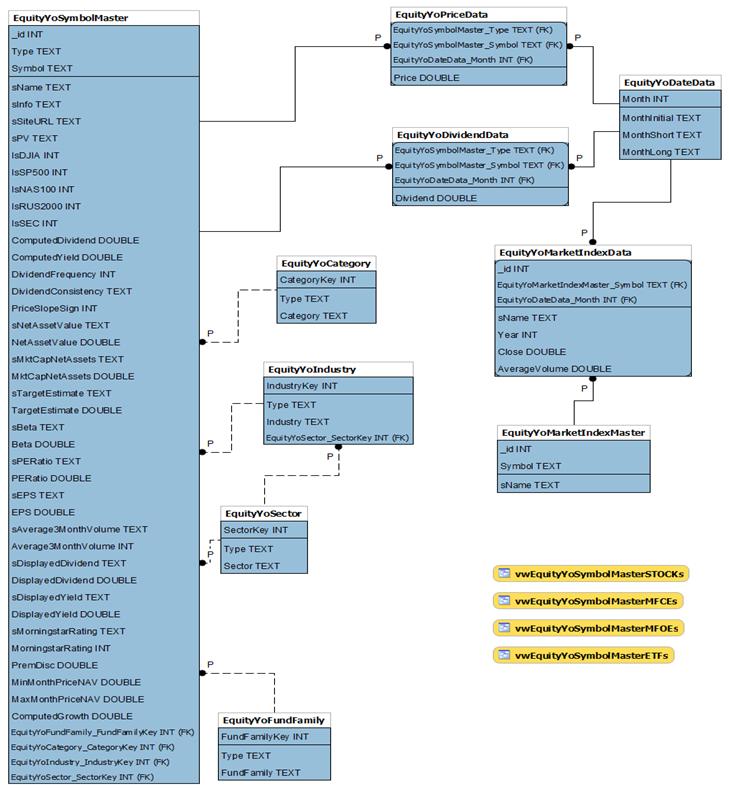 EquityYoSymbolMaster
_id INT
Type TEXT
Symbol TEXT
sName TEXT
sInfo TEXT
sSiteURL TEXT
sPV TEXT
IsDJIA INT
IsSP500 INT
IsNAS100 INT
IsRUS2000 INT
IsSEC INT
ComputedDividend DOUBLE
ComputedYield DOUBLE
DividendFrequency INT
DividendConsistency TEXT
PriceSlopeSign INT
sNetAssetValue TEXT
NetAssetValue DOUBLE
sMktCapNetAssets TEXT
MktCapNetAssets DOUBLE
sTargetEstimate TEXT
TargetEstimate DOUBLE
sBeta TEXT
Beta DOUBLE
sPERatio TEXT
PERatio DOUBLE
sEPS TEXT
EPS DOUBLE
sAverage3MonthVolume TEXT
Average3MonthVolume INT
sDisplayedDividend TEXT
DisplayedDividend DOUBLE
sDisplayedYield TEXT
DisplayedYield DOUBLE
sMorningstarRating TEXT
MorningstarRating INT
PremDisc DOUBLE
MinMonthPriceNAV DOUBLE
MaxMonthPriceNAV DOUBLE
ComputedGrowth DOUBLE
EquityYoFundFamily_FundFamilyKey INT (FK)
EquityYoCategory_CategoryKey INT (FK)
EquityYoIndustry_IndustryKey INT (FK)
EquityYoSector_SectorKey INT (FK)
EquityYoPriceData
EquityYoSymbolMaster_Type TEXT (FK)
EquityYoSymbolMaster_Symbol TEXT (FK)
EquityYoDateData_Month INT (FK)
Price DOUBLE
P
P
EquityYoDateData
Month INT
MonthInitial TEXT
MonthShort TEXT
MonthLong TEXT
EquityYoDividendData
EquityYoSymbolMaster_Type TEXT (FK)
EquityYoSymbolMaster_Symbol TEXT (FK)
EquityYoDateData_Month INT (FK)
Dividend DOUBLE
P
P
P
EquityYoMarketIndexData
_id INT
EquityYoMarketIndexMaster_Symbol TEXT (FK)
EquityYoDateData_Month INT (FK)
sName TEXT
Year INT
Close DOUBLE
AverageVolume DOUBLE
P
EquityYoMarketIndexMaster
_id INT
Symbol TEXT
sName TEXT
EquityYoCategory
CategoryKey INT
Type TEXT
Category TEXT
P
EquityYoIndustry
IndustryKey INT
Type TEXT
Industry TEXT
EquityYoSector_SectorKey INT (FK)
P
P
EquityYoSector
SectorKey INT
Type TEXT
Sector TEXT
P
P
EquityYoFundFamily
FundFamilyKey INT
Type TEXT
FundFamily TEXT
vwEquityYoSymbolMasterSTOCKs
vwEquityYoSymbolMasterMFCEs
vwEquityYoSymbolMasterMFOEs
vwEquityYoSymbolMasterETFs